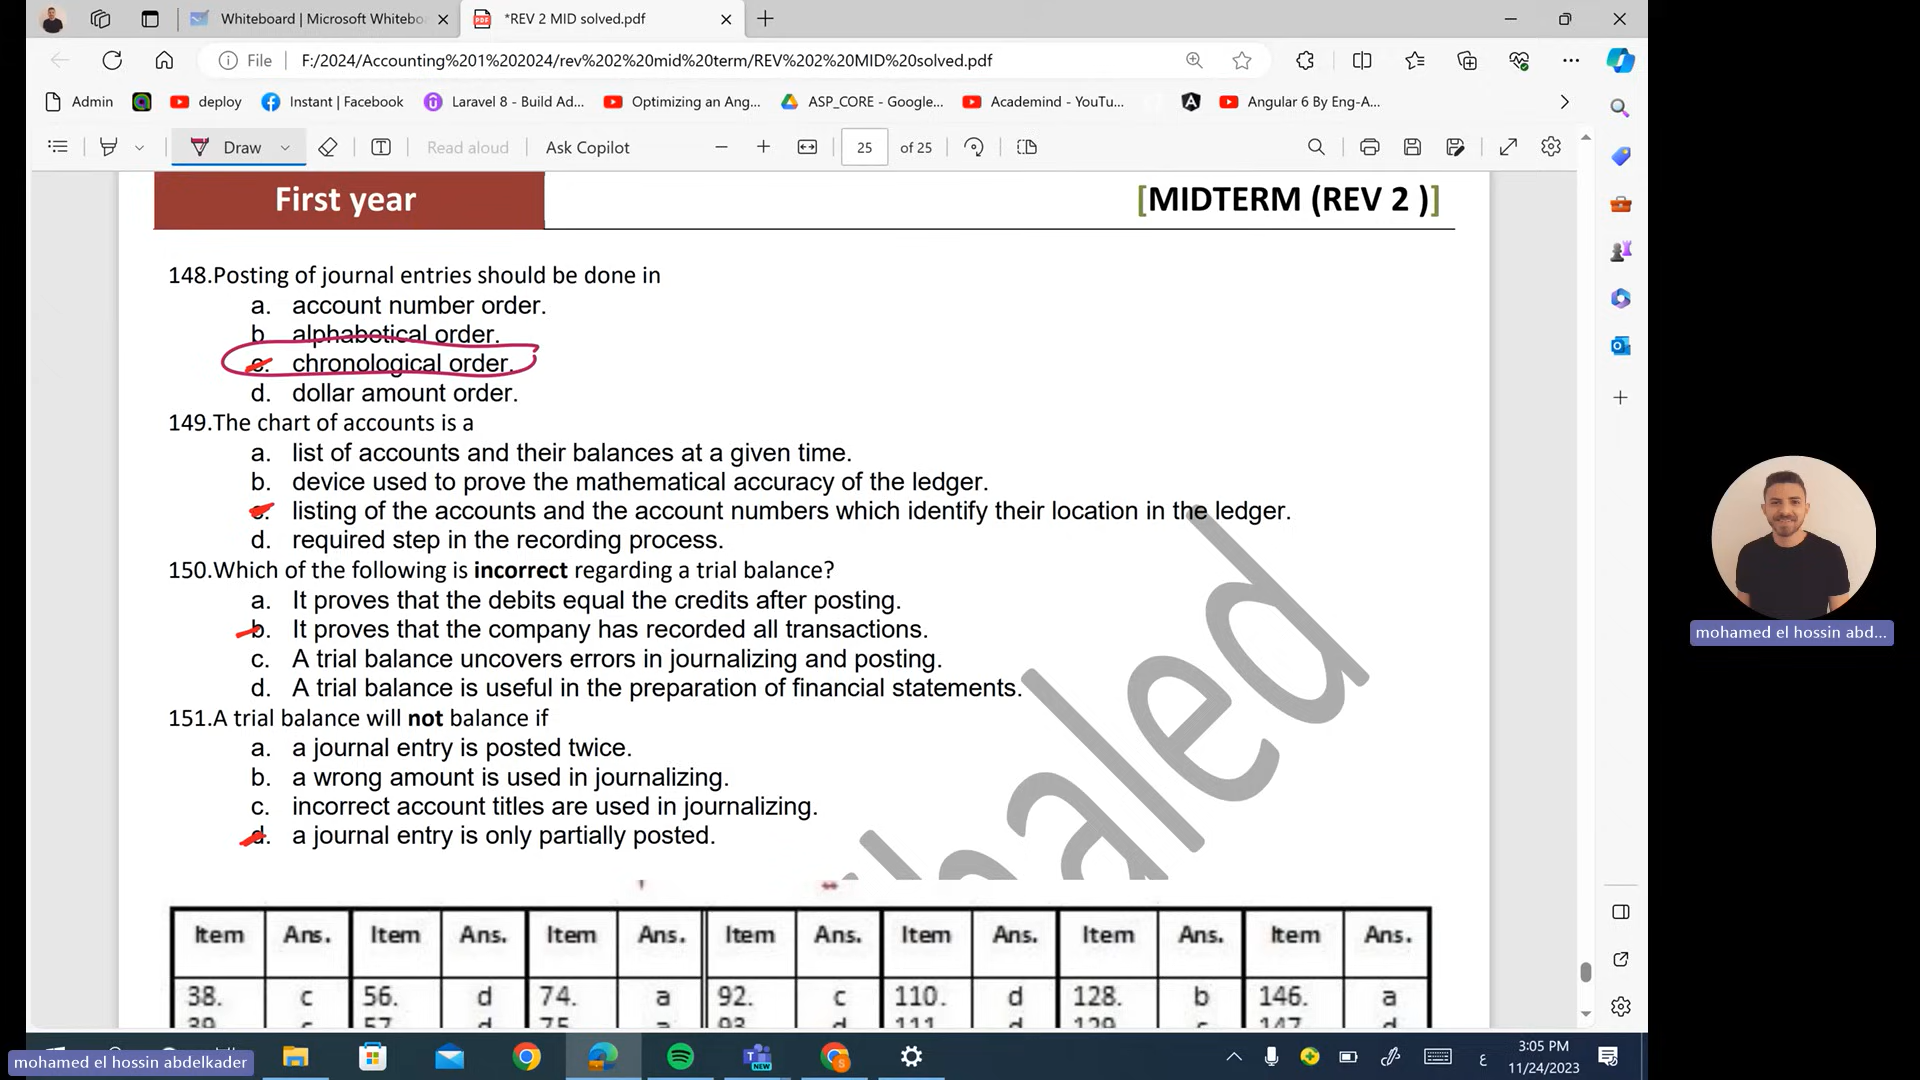 Whiteboard | Microsoft Whitebo
*REV 2 MID solved.pdf
File F:/2024/Accounting%201%202024/rev%202%20mid%20term/REV%202%20MID%20solved.pdf
Admin deploy Instant | Facebook Laravel 8 - Build Ad... Optimizing an Ang... ASP_CORE - Google... Academind - YouTu... Angular 6 By Eng-A...
Draw Read aloud Ask Copilot 25 of 25
First year [MIDTERM (REV 2 )]
148.Posting of journal entries should be done in
a. account number order.
b. alphabetical order.
c. chronological order.
d. dollar amount order.
149.The chart of accounts is a
a. list of accounts and their balances at a given time.
b. device used to prove the mathematical accuracy of the ledger.
c. listing of the accounts and the account numbers which identify their location in the ledger.
d. required step in the recording process.
150.Which of the following is incorrect regarding a trial balance?
a. It proves that the debits equal the credits after posting.
b. It proves that the company has recorded all transactions.
c. A trial balance uncovers errors in journalizing and posting.
d. A trial balance is useful in the preparation of financial statements.
151.A trial balance will not balance if
a. a journal entry is posted twice.
b. a wrong amount is used in journalizing.
c. incorrect account titles are used in journalizing.
d. a journal entry is only partially posted.
haled
Item Ans. Item Ans. Item Ans. Item Ans. Item Ans. Item Ans. Item Ans.
38. c 56. d 74. a 92. c 110. d 128. b 146. a
mohamed el hossin abd...
mohamed el hossin abdelkader
3:05 PM
11/24/2023